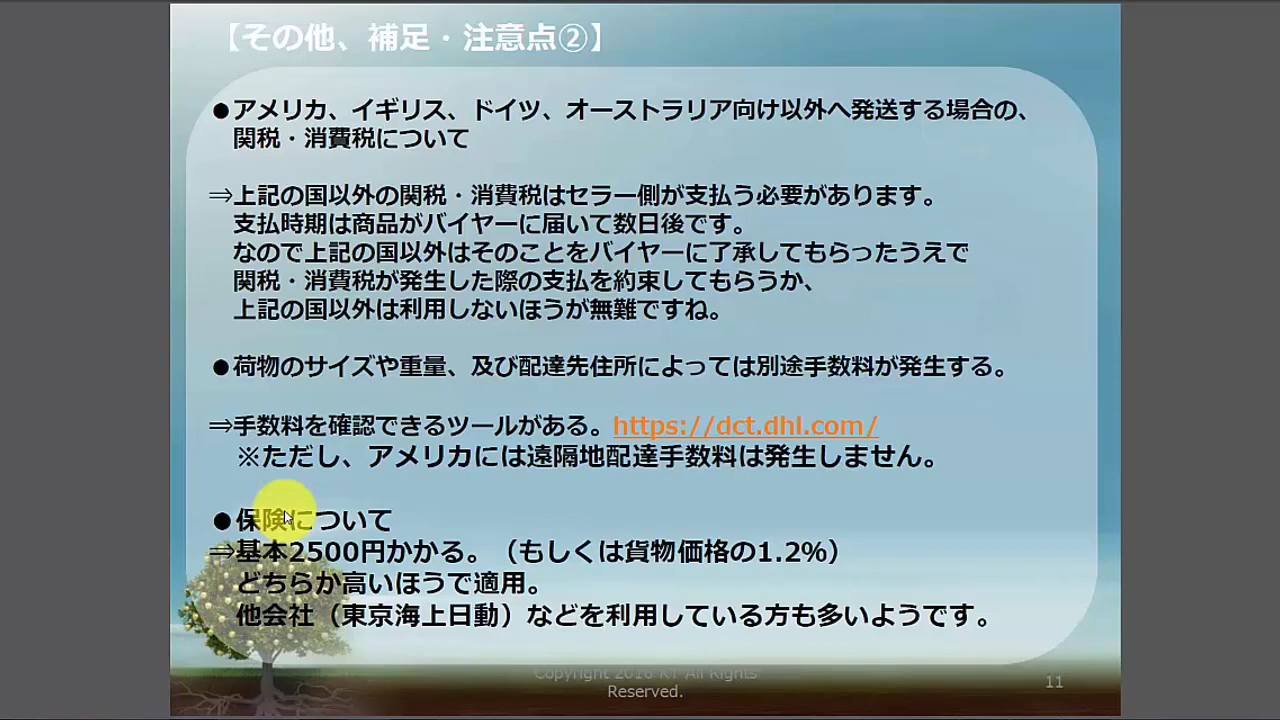 【その他、補足・注意点②】
●アメリカ、イギリス、ドイツ、オーストラリア向け以外へ発送する場合の、
関税・消費税について
⇒上記の国以外の関税・消費税はセラー側が支払う必要があります。
支払時期は商品がバイヤーに届いて数日後です。
なので上記の国以外はそのことをバイヤーに了承してもらったうえで
関税・消費税が発生した際の支払を約束してもらうか、
上記の国以外は利用しないほうが無難ですね。
●荷物のサイズや重量、及び配達先住所によっては別途手数料が発生する。
⇒手数料を確認できるツールがある。https://dct.dhl.com/
※ただし、アメリカには遠隔地配達手数料は発生しません。
●保険について
⇒基本2500円かかる。（もしくは貨物価格の1.2%）
どちらか高いほうで適用。
他会社（東京海上日動）などを利用している方も多いようです。
Copyright 2016 KT All Rights
Reserved.
11